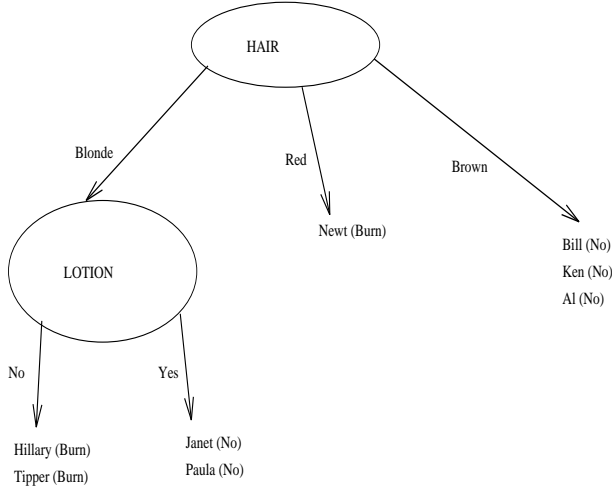 HAIR
Blonde
Red
Brown
Newt (Burn)
Bill (No)
Ken (No)
Al (No)
LOTION
No
Yes
Hillary (Burn)
Tipper (Burn)
Janet (No)
Paula (No)